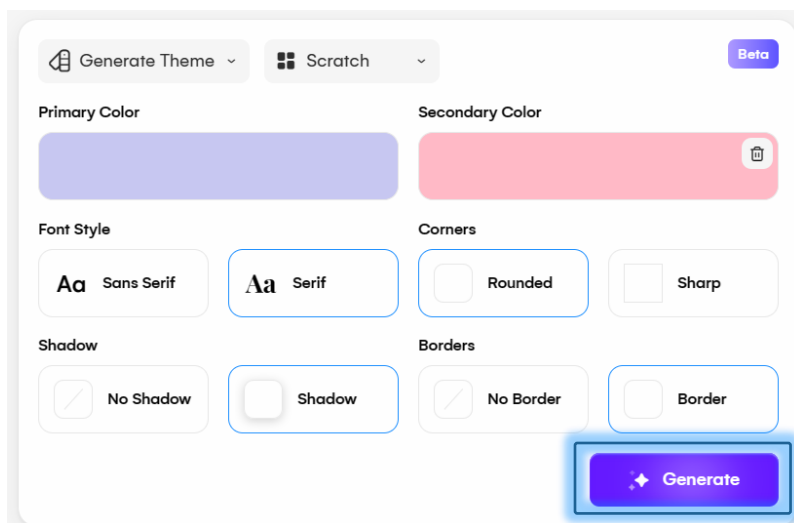 Generate Theme
Scratch
Beta
Primary Color
Secondary Color
Font Style
Corners
Aa Sans Serif
Aa Serif
Rounded
Sharp
Shadow
Borders
No Shadow
Shadow
No Border
Border
Generate